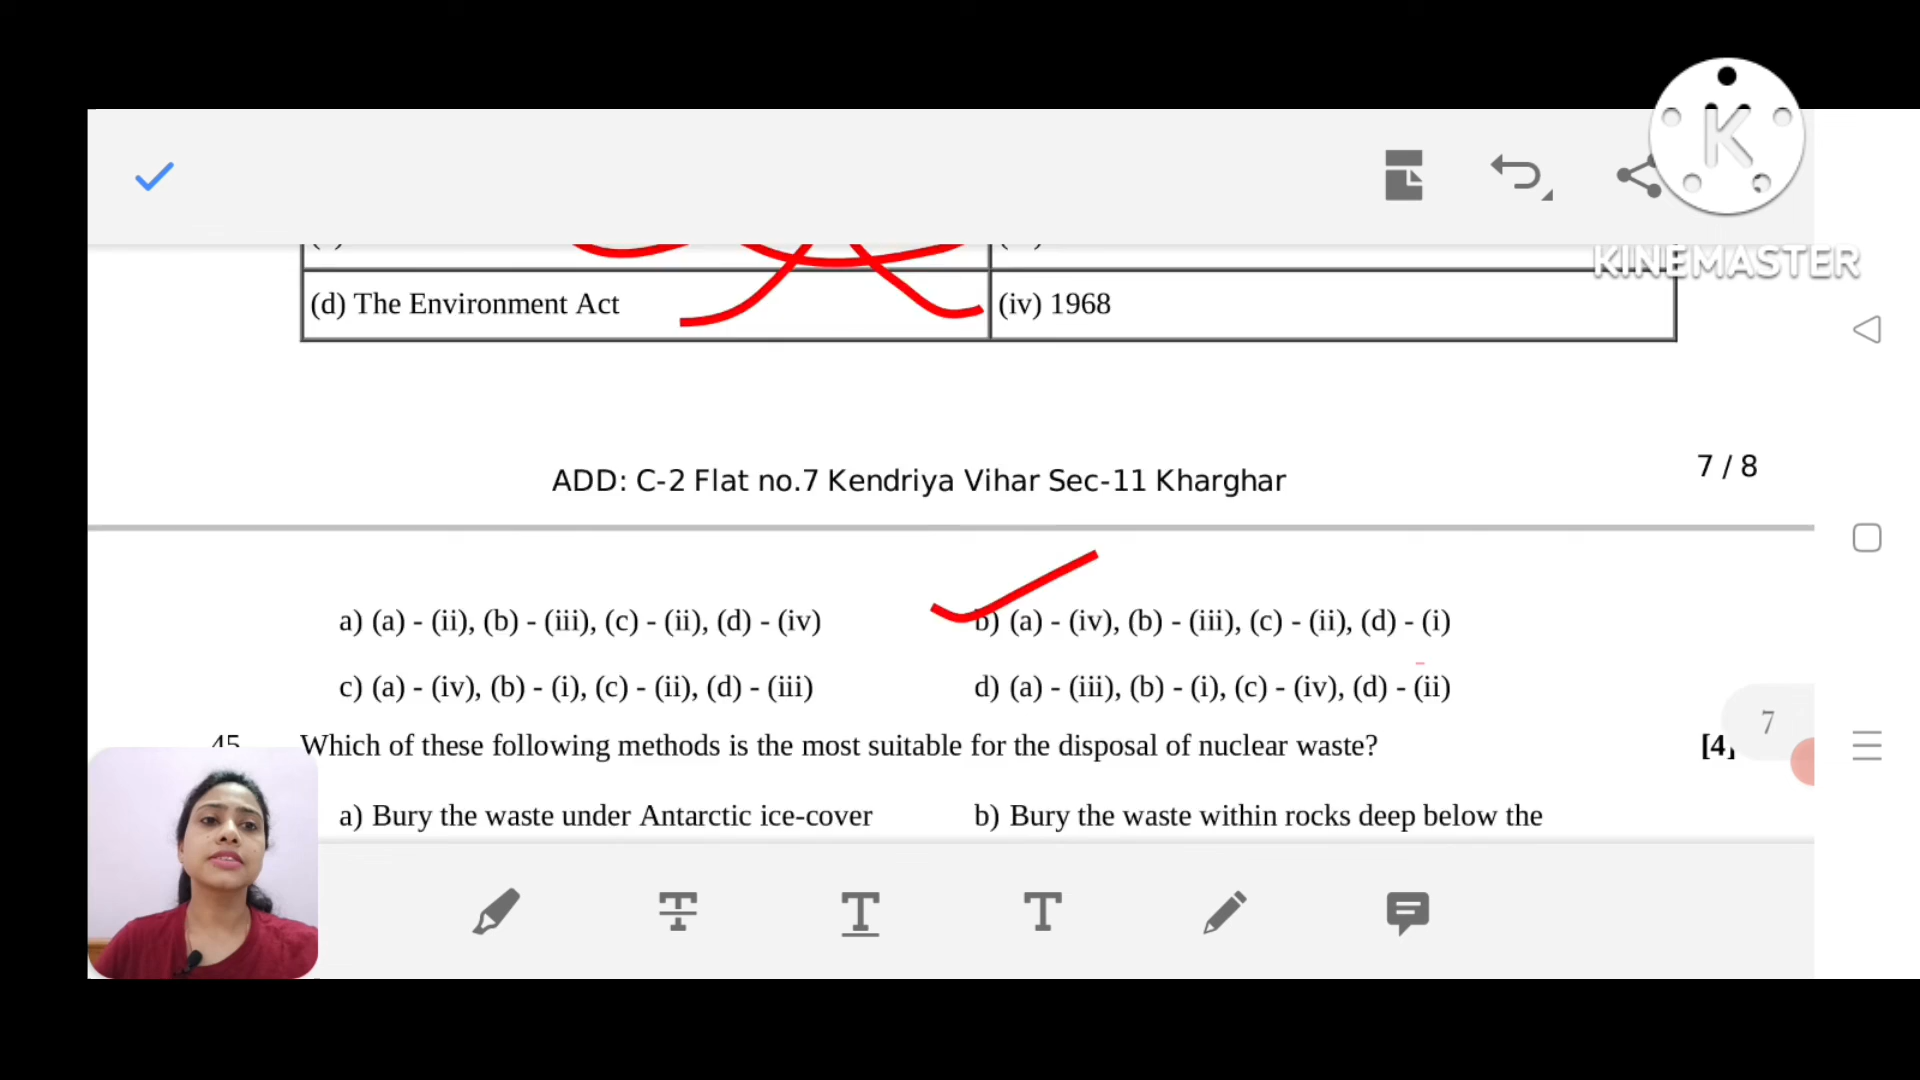 K
KINEMASTER
(d) The Environment Act (iv) 1968
ADD: C-2 Flat no.7 Kendriya Vihar Sec-11 Kharghar
7 / 8
a) (a) - (ii), (b) - (iii), (c) - (ii), (d) - (iv) b) (a) - (iv), (b) - (iii), (c) - (ii), (d) - (i)
c) (a) - (iv), (b) - (i), (c) - (ii), (d) - (iii) d) (a) - (iii), (b) - (i), (c) - (iv), (d) - (ii)
7
45 Which of these following methods is the most suitable for the disposal of nuclear waste? [4]
a) Bury the waste under Antarctic ice-cover b) Bury the waste within rocks deep below the
T T T